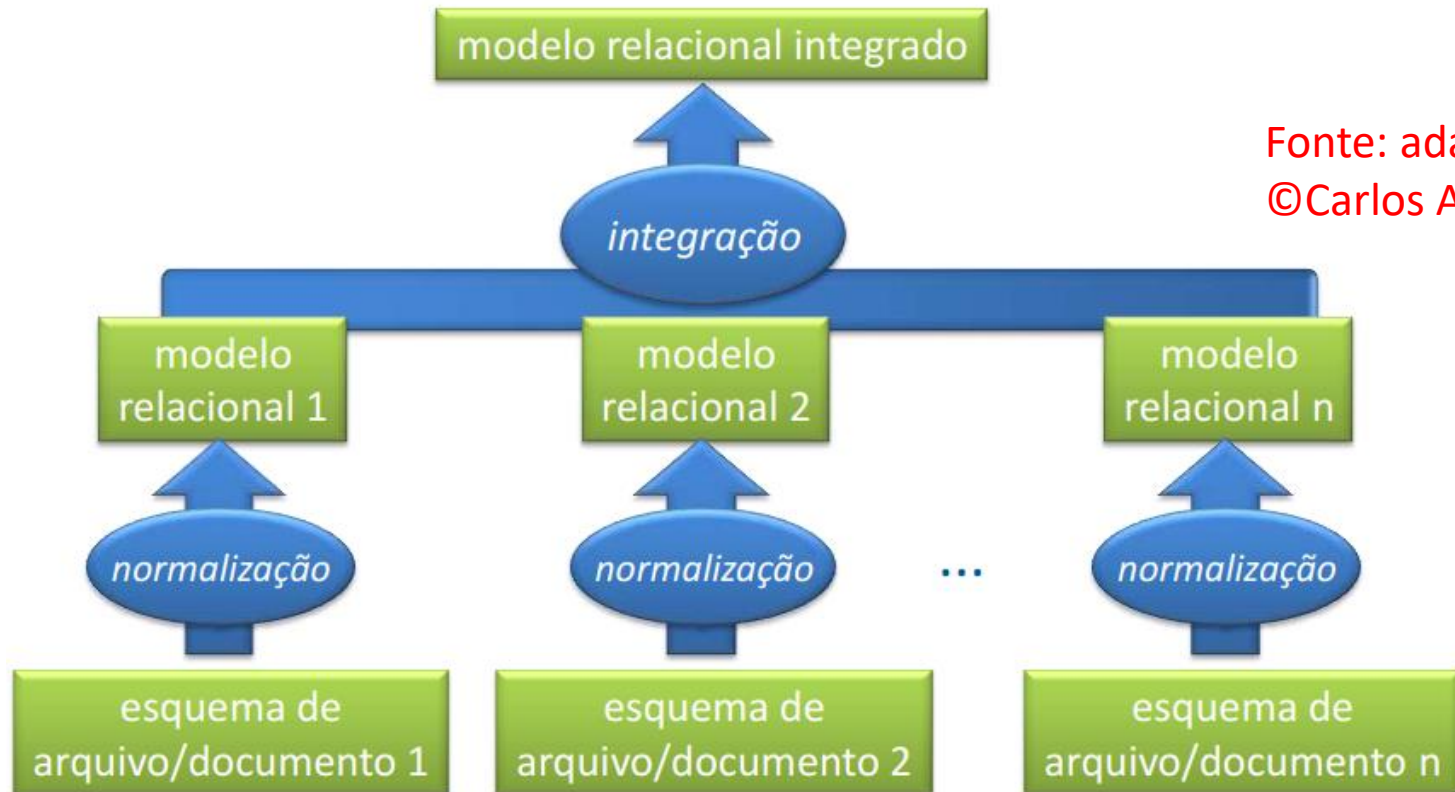 modelo relacional integrado
Fonte: ada
©Carlos A
integração
modelo
relacional 1
modelo
relacional 2
modelo
relacional n
normalização
normalização
...
normalização
esquema de
arquivo/documento 1
esquema de
arquivo/documento 2
esquema de
arquivo/documento n